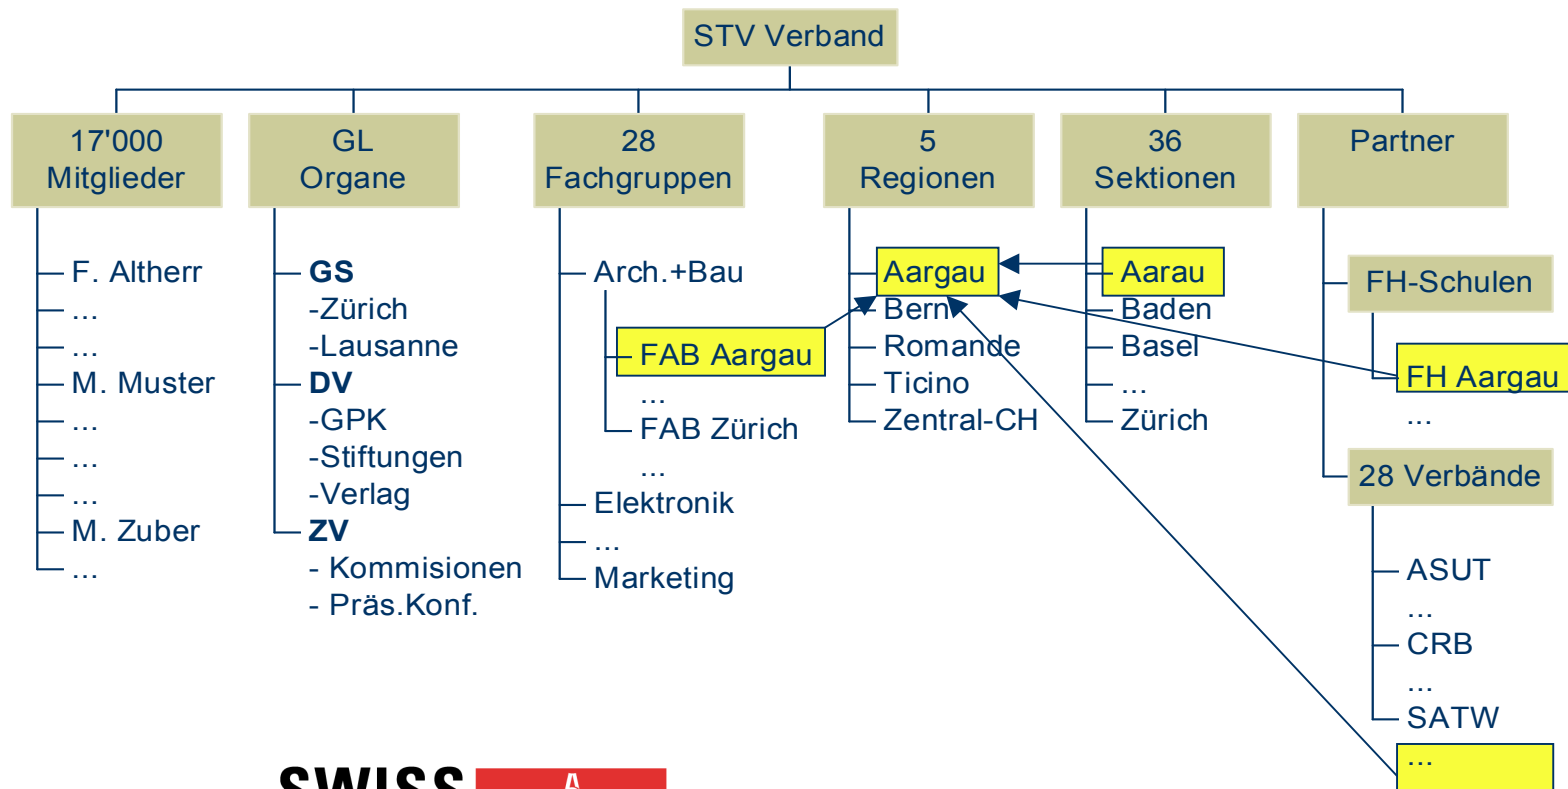 STV Verband
17'000
Mitglieder
F. Altherr
...
...
M. Muster
...
...
...
M. Zuber
...
GL
Organe
GS
-Zürich
-Lausanne
DV
-GPK
-Stiftungen
-Verlag
ZV
- Kommisionen
- Präs.Konf.
28
Fachgruppen
Arch.+Bau
FAB Aargau
...
FAB Zürich
...
Elektronik
...
Marketing
5
Regionen
Aargau
Bern
Romande
Ticino
Zentral-CH
36
Sektionen
Aarau
Baden
Basel
...
Zürich
Partner
FH-Schulen
FH Aargau
...
28 Verbände
ASUT
...
CRB
...
SATW
...
SWISS